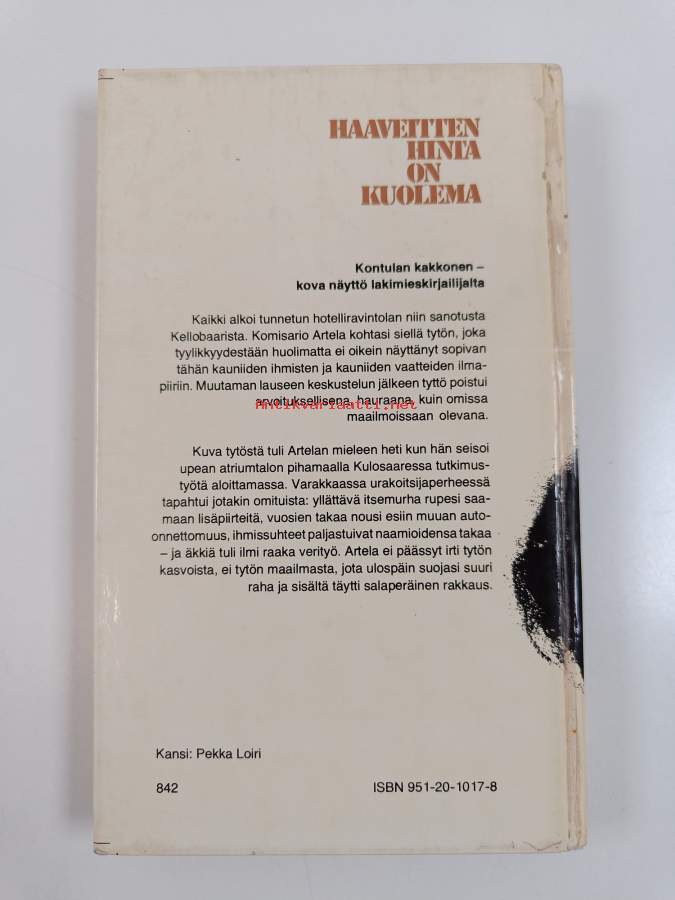 HAAVEITTEN
HINTA
ON
KUOLEMA
Kontulan kakkonen –
kova näyttö lakimieskirjailijalta
Kaikki alkoi tunnetun hotelliravintolan niin sanotusta
Kellobaarista. Komisario Artela kohtasi siellä tytön, joka
tyylikkyydestään huolimatta ei oikein näyttänyt sopivan
tähän kauniiden ihmisten ja kauniiden vaatteiden ilma-
piiriin. Muutaman lauseen keskustelun jälkeen tyttö poistui
arvoituksellisena, hauraana, kuin omissa
Antikvariaatti.net
maailmoissaan olevana.
Kuva tytöstä tuli Artelan mieleen heti kun hän seisoi
upean atriumtalon pihamaalla Kulosaaressa tutkimus-
työtä aloittamassa. Varakkaassa urakoitsijaperheessä
tapahtui jotakin omituista: yllättävä itsemurha rupesi saa-
maan lisäpiirteitä, vuosien takaa nousi esiin muuan auto-
onnettomuus, ihmissuhteet paljastuivat naamioidensa takaa
– ja äkkiä tuli ilmi raaka verityö. Artela ei päässyt irti tytön
kasvoista, ei tytön maailmasta, jota ulospäin suojasi suuri
raha ja sisältä täytti salaperäinen rakkaus.
Kansi: Pekka Loiri
842
ISBN 951-20-1017-8